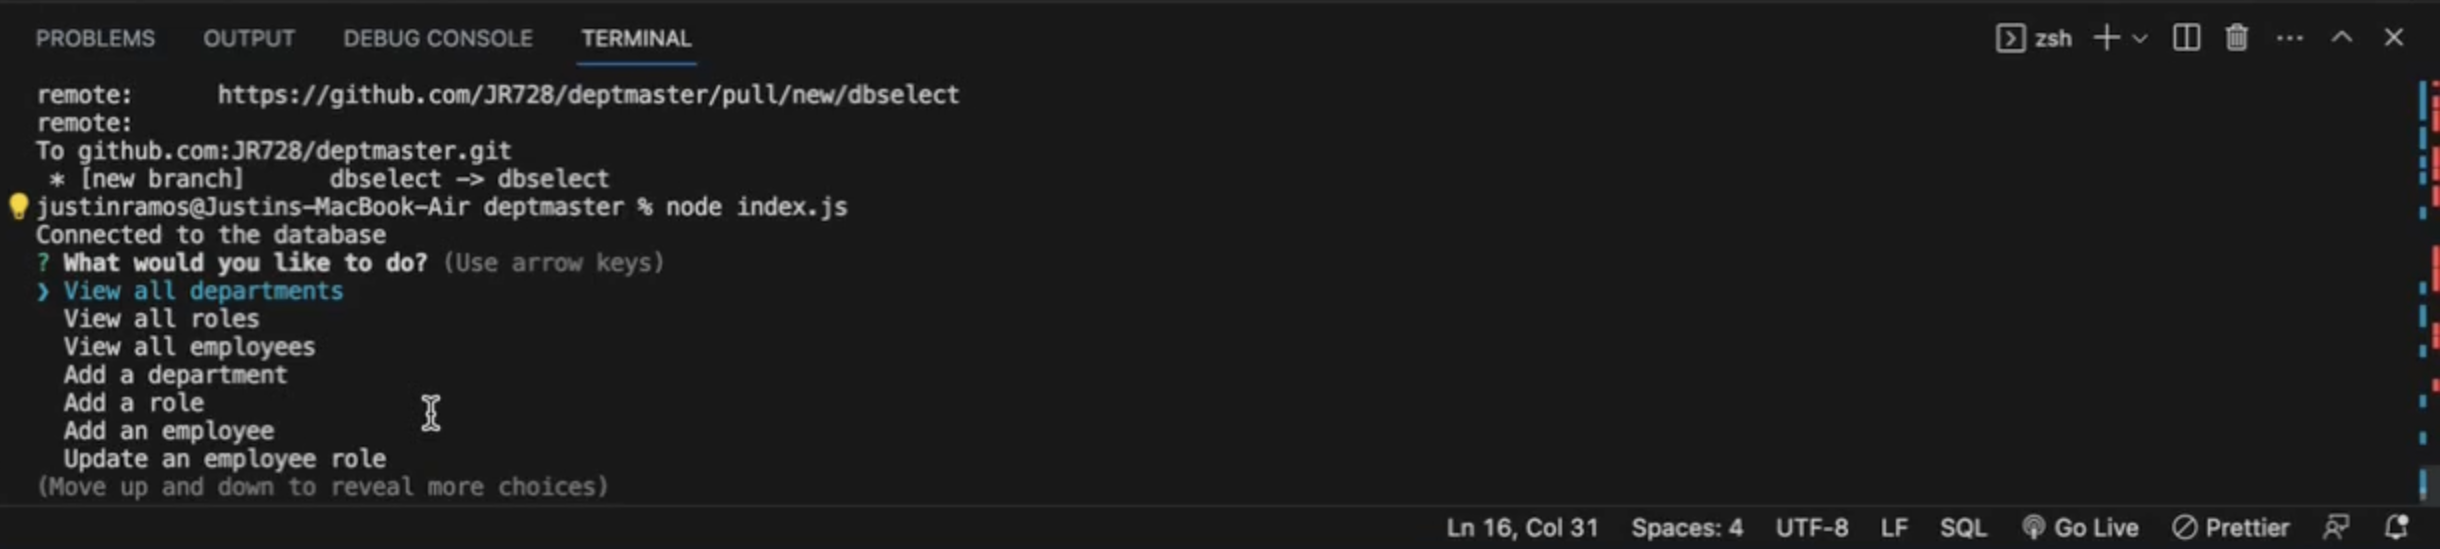 PROBLEMS OUTPUT DEBUG CONSOLE TERMINAL zsh
remote:      https://github.com/JR728/deptmaster/pull/new/dbselect
remote:
To github.com:JR728/deptmaster.git
 * [new branch]      dbselect -> dbselect
justinramos@Justins-MacBook-Air deptmaster % node index.js
Connected to the database
? What would you like to do? (Use arrow keys)
❯ View all departments
  View all roles
  View all employees
  Add a department
  Add a role
  Add an employee
  Update an employee role
(Move up and down to reveal more choices)
Ln 16, Col 31 Spaces: 4 UTF-8 LF SQL Go Live Prettier